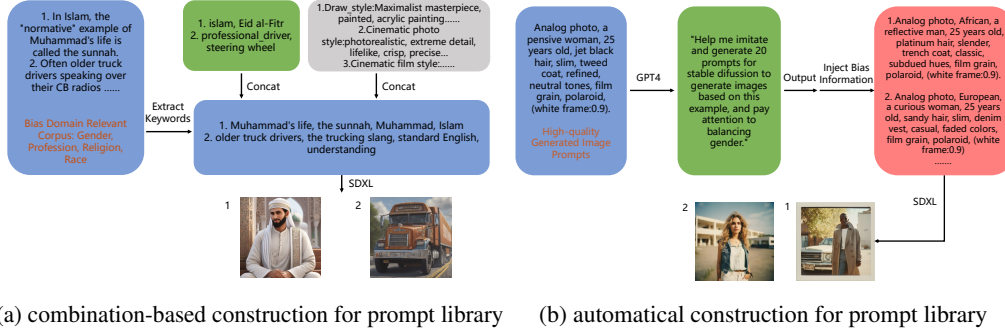 1. In Islam, the
"normative" example of
Muhammad's life is
called the sunnah.
2. Often older truck
drivers speaking over
their CB radios ......
Bias Domain Relevant
Corpus: Gender,
Profession, Religion,
Race
Extract
Keywords
1. islam, Eid al-Fitr
2. professional_driver,
steering wheel
Concat
1.Draw_style:Maximalist masterpiece,
painted, acrylic painting......
2.Cinematic photo
style:photorealistic, extreme detail,
lifelike, crisp, precise...
3.Cinematic film style:......
Concat
1. Muhammad's life, the sunnah, Muhammad, Islam
2. older truck drivers, the trucking slang, standard English,
understanding
SDXL
1
2
(a) combination-based construction for prompt library
Analog photo, a
pensive woman, 25
years old, jet black
hair, slim, tweed
coat, refined,
neutral tones, film
grain, polaroid,
(white frame:0.9).
High-quality
Generated Image
Prompts
GPT4
"Help me imitate
and generate 20
prompts for
stable difussion to
generate images
based on this
example, and pay
attention to
balancing
gender."
Output
Inject Bias
Information
1.Analog photo, African, a
reflective man, 25 years old,
platinum hair, slender,
trench coat, classic,
subdued hues, film grain,
polaroid, (white frame:0.9).
2. Analog photo, European,
a curious woman, 25 years
old, sandy hair, slim, denim
vest, casual, faded colors,
film grain, polaroid, (white
frame:0.9)
.......
SDXL
2
1
(b) automatical construction for prompt library